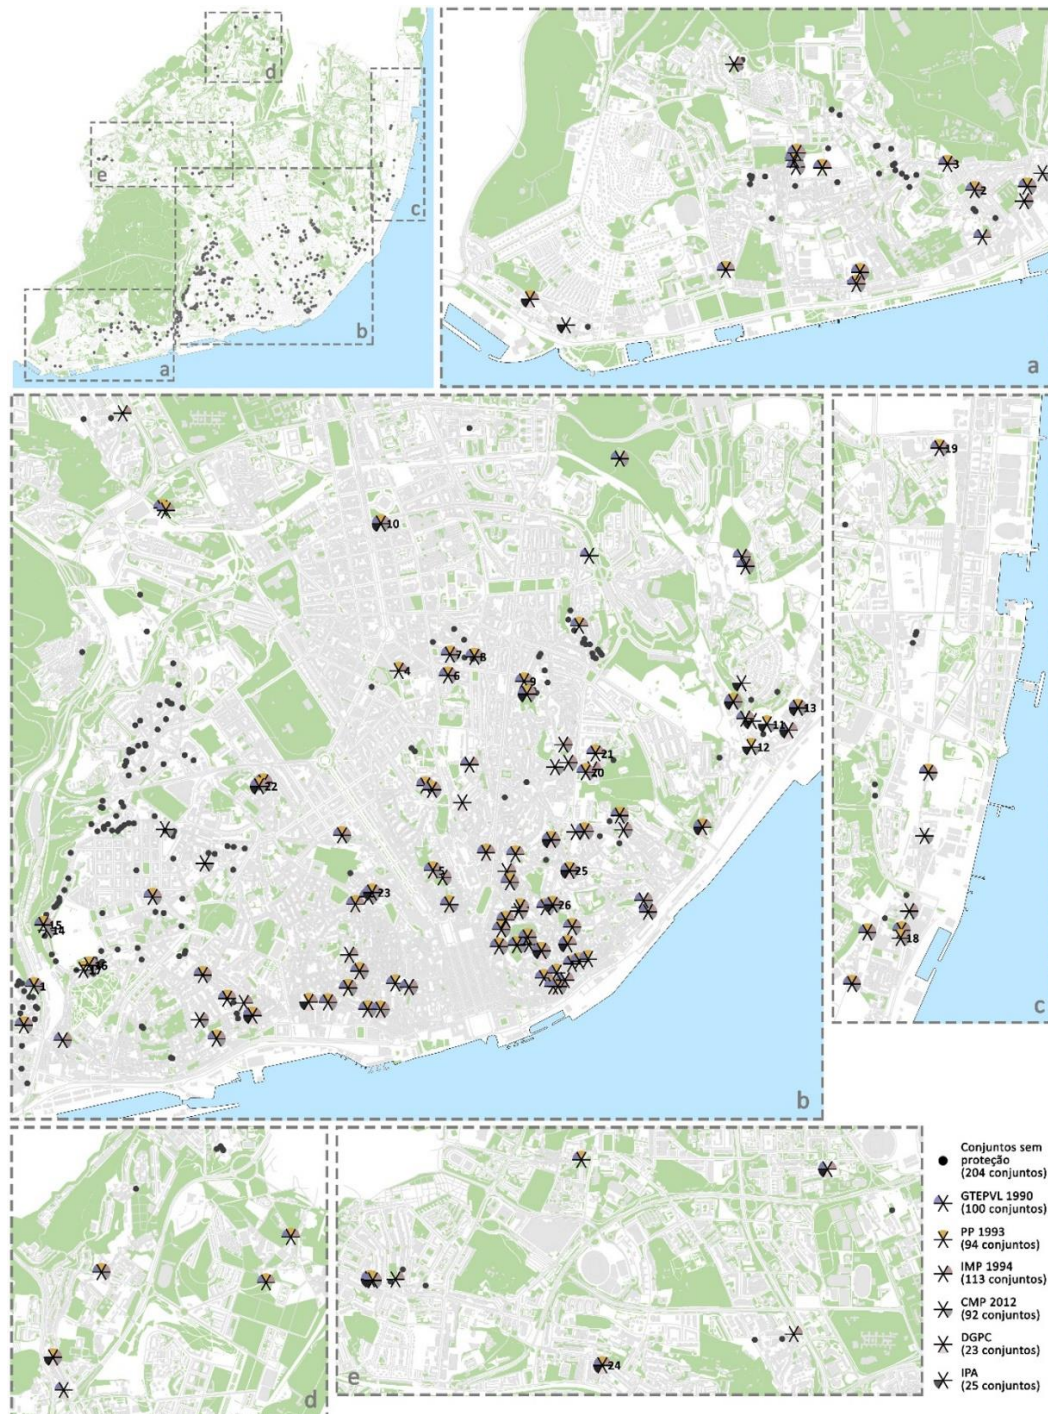 d
e
c
b
a
3
2
a
10
7
8
4
6
9
13
11
12
21
20
22
5
25
23
26
15
14
16
1
b
19
18
c
d
24
e
Conjuntos sem
proteção
(204 conjuntos)
GTEPVL 1990
(100 conjuntos)
PP 1993
(94 conjuntos)
IMP 1994
(113 conjuntos)
CMP 2012
(92 conjuntos)
DGPC
(23 conjuntos)
IPA
(25 conjuntos)